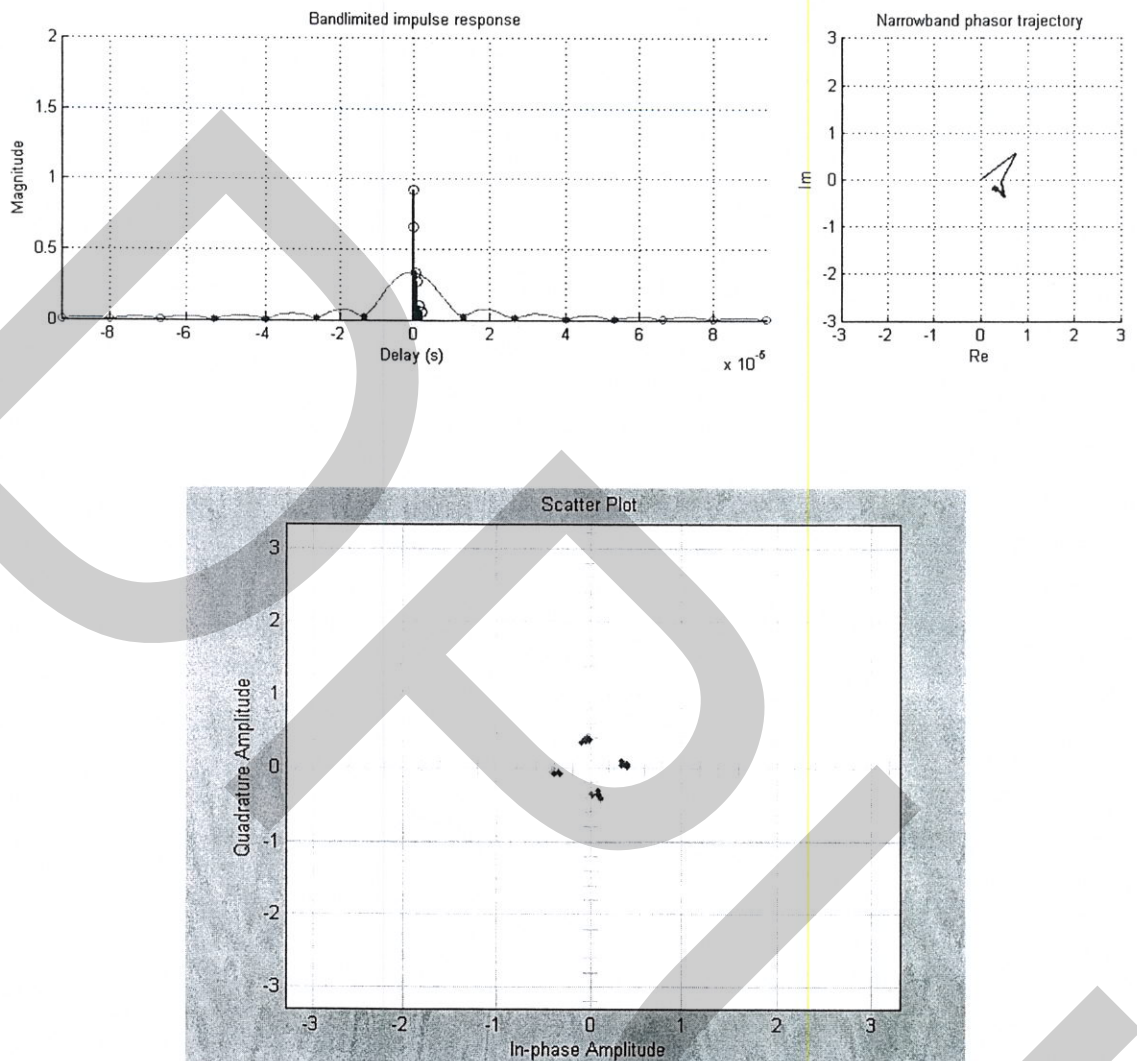 Bandlimited impulse response
2
1.5
1
0.5
0
Magnitude
-8 -6 -4 -2 0 2 4 6 8
Delay (s)
x 10-5
Narrowband phasor trajectory
3
2
1
0
-1
-2
-3
Im
-3 -2 -1 0 1 2 3
Re
Scatter Plot
3
2
1
0
-1
-2
-3
Quadrature Amplitude
-3 -2 -1 0 1 2 3
In-phase Amplitude